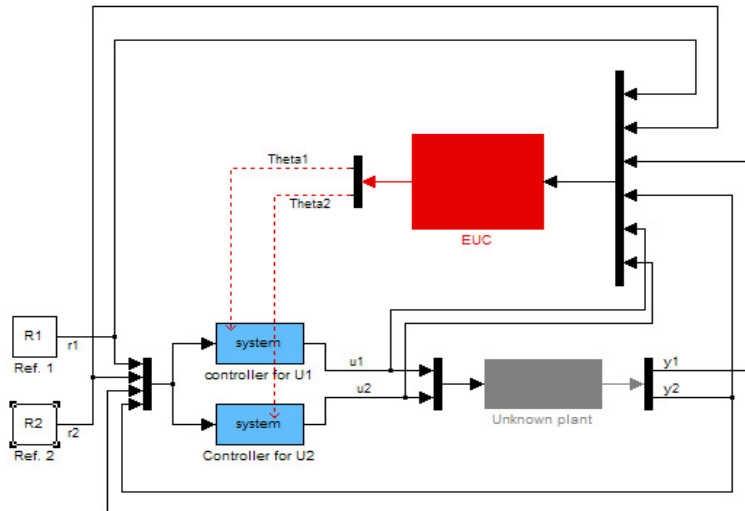 Theta1
Theta2
EUC
R1
r1
Ref. 1
system
controller for U1
u1
u2
y1
y2
Unknown plant
R2
r2
Ref. 2
system
Controller for U2